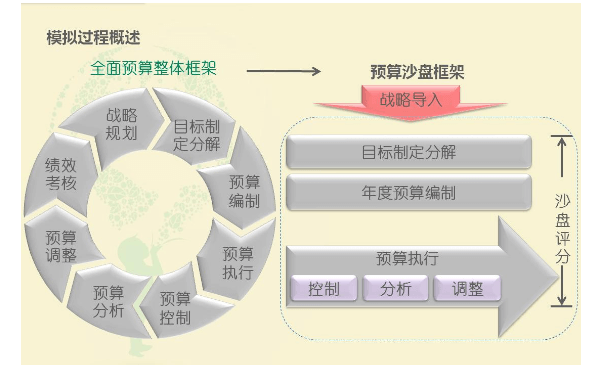 模拟过程概述
全面预算整体框架
预算沙盘框架
战略导入
战略
规划
目标制
定分解
预算
编制
预算
执行
预算
控制
预算
分析
预算
调整
绩效
考核
目标制定分解
年度预算编制
预算执行
控制
分析
调整
沙
盘
评
分